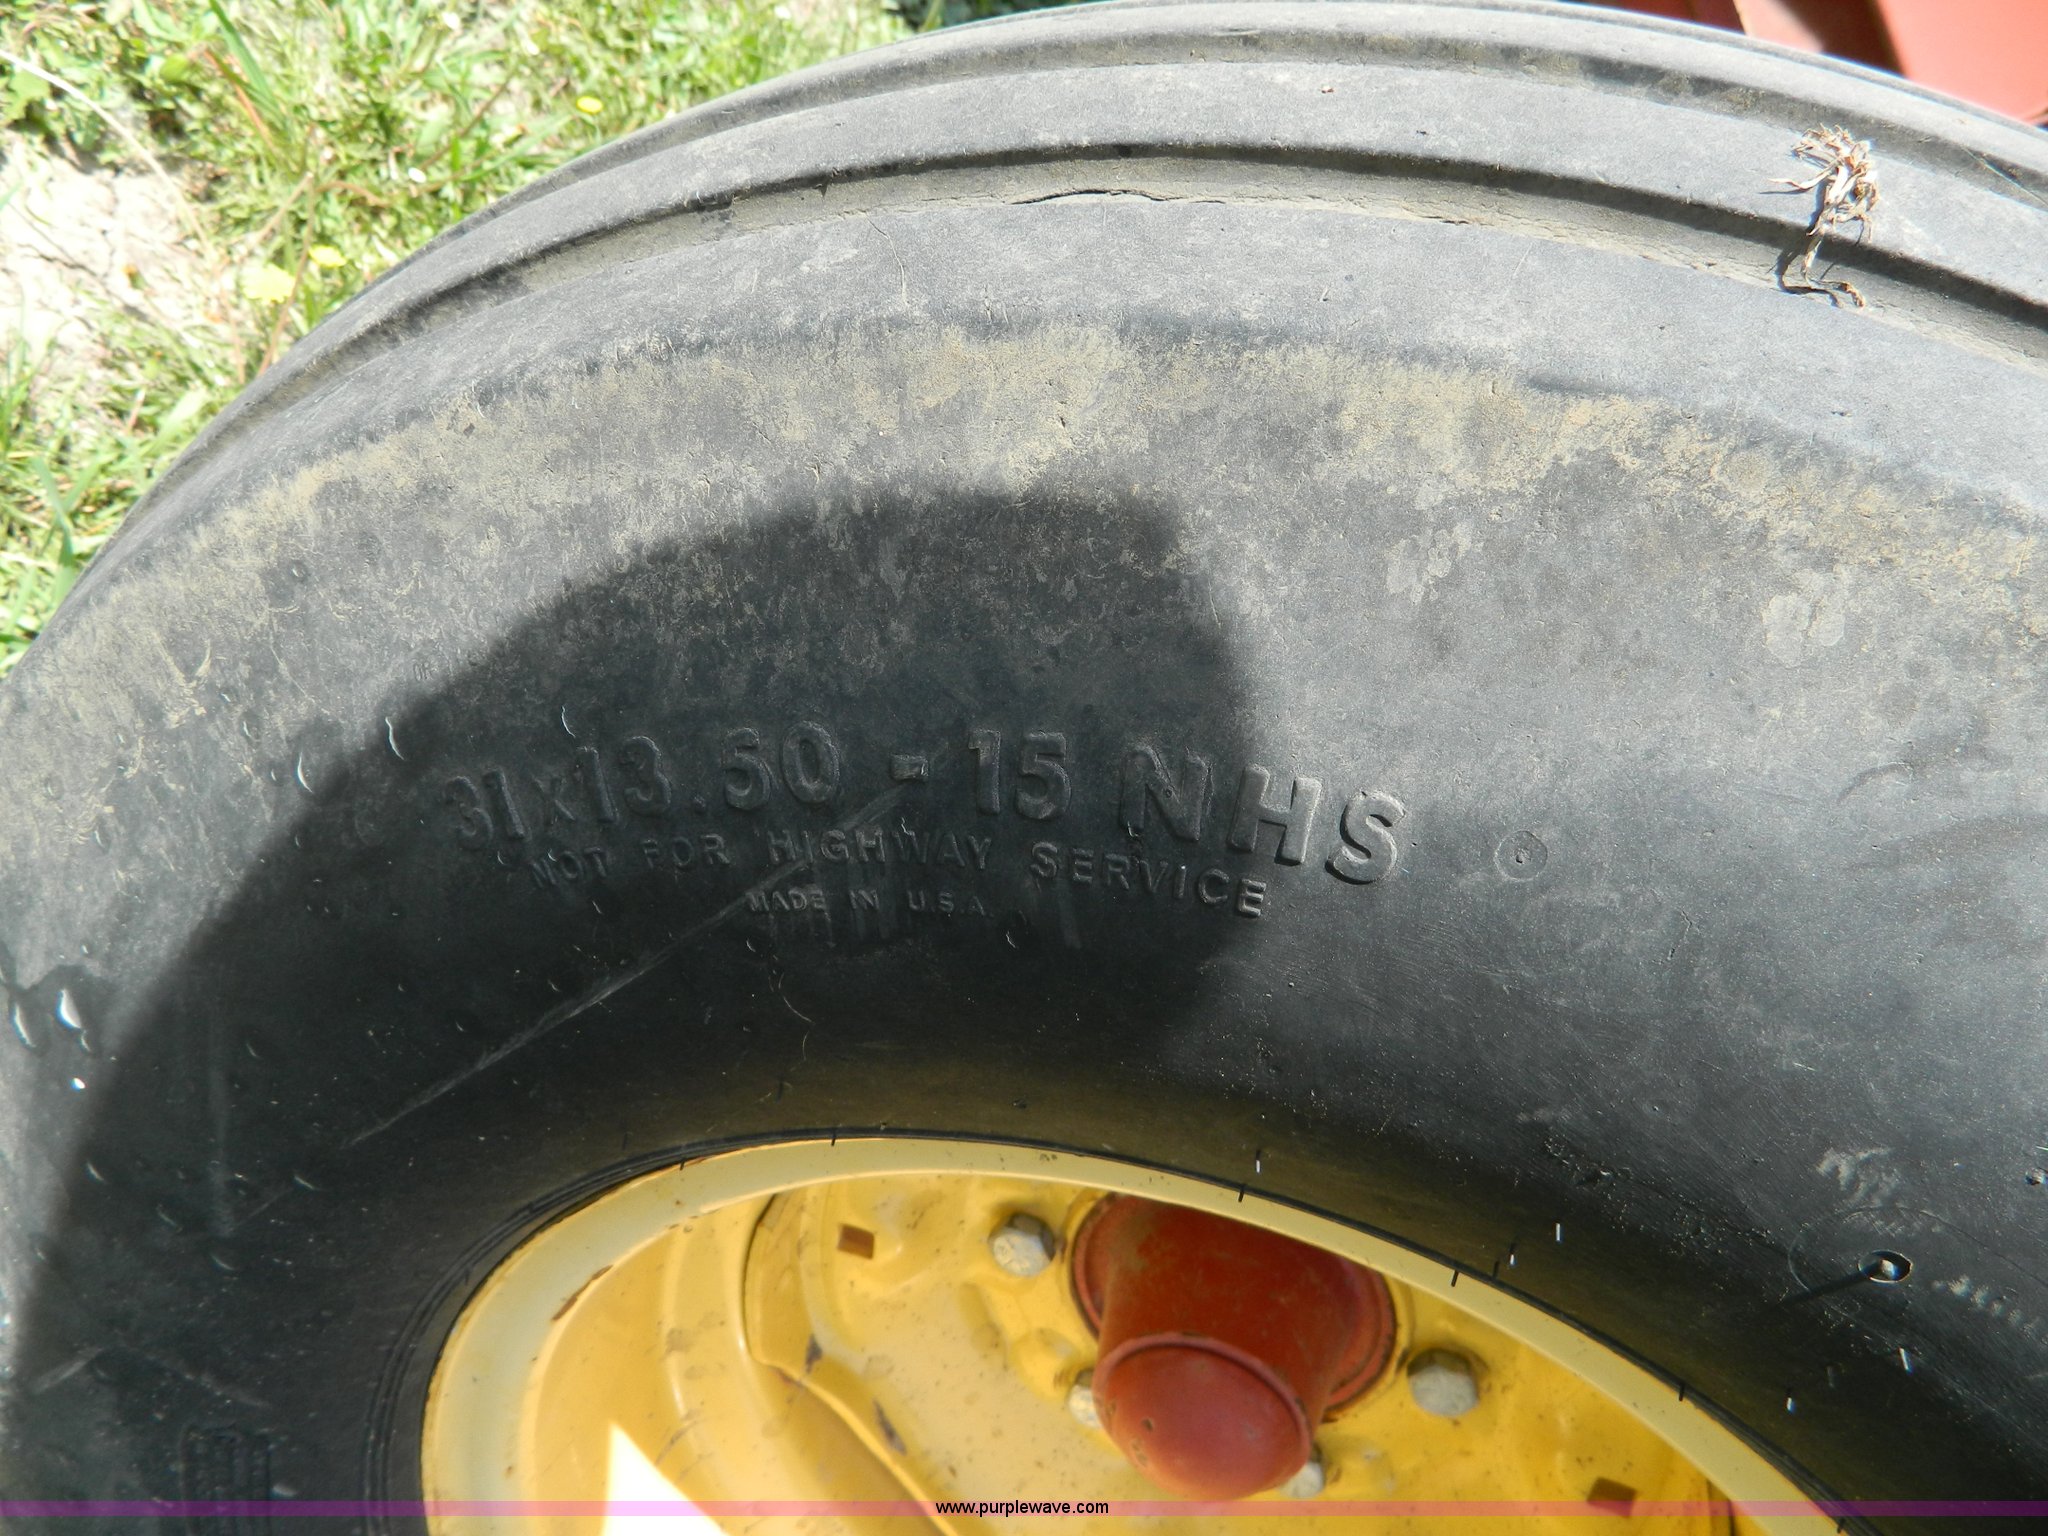 31x13.50-15 NHS
NOT FOR HIGHWAY SERVICE
MADE IN U.S.A.
www.purplewave.com